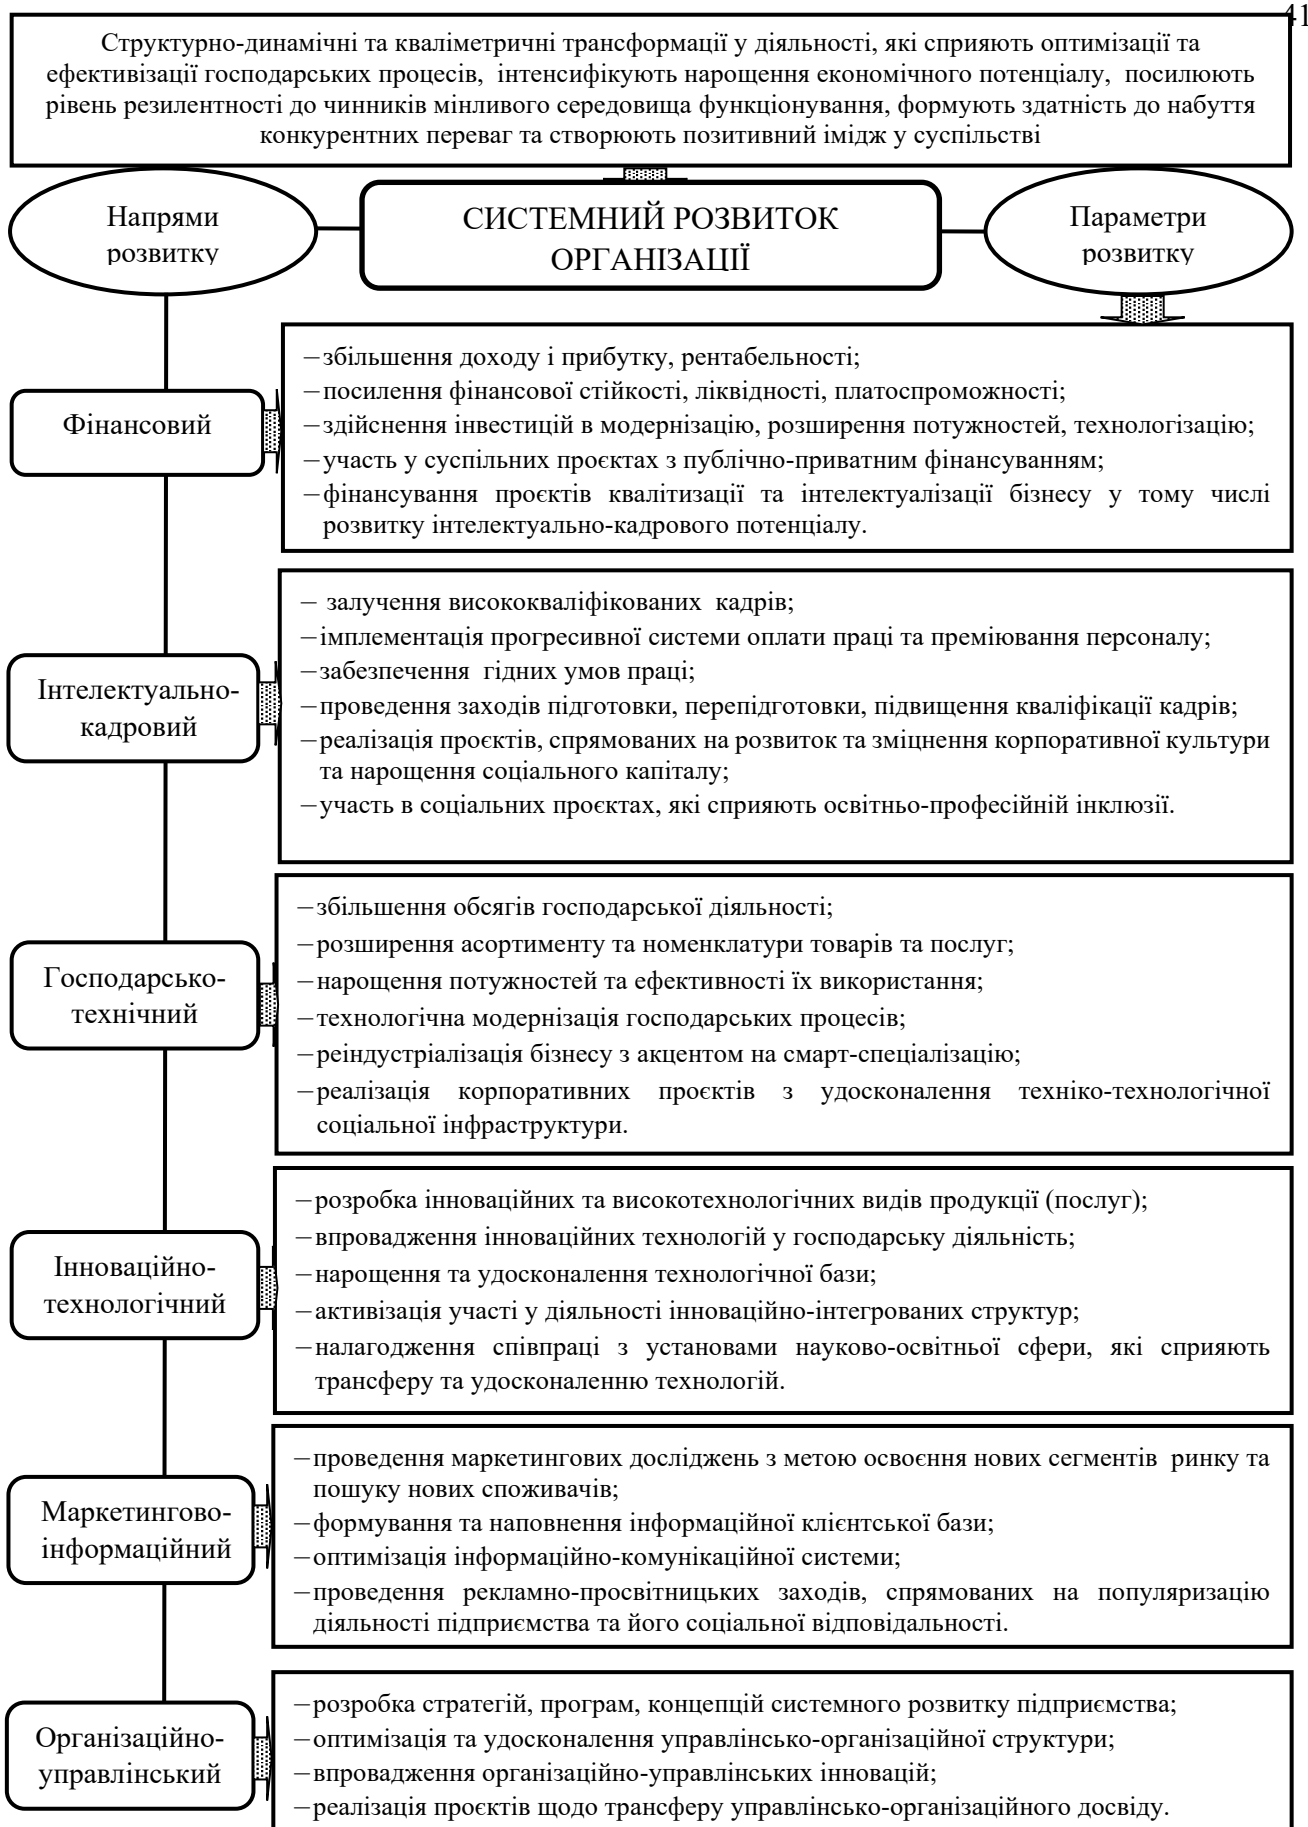 41
Структурно-динамічні та кваліметричні трансформації у діяльності, які сприяють оптимізації та
ефективізації господарських процесів, інтенсифікують нарощення економічного потенціалу, посилюють
рівень резилентності до чинників мінливого середовища функціонування, формують здатність до набуття
конкурентних переваг та створюють позитивний імідж у суспільстві
Напрями
розвитку
СИСТЕМНИЙ РОЗВИТОК
ОРГАНІЗАЦІЇ
Параметри
розвитку
Фінансовий
– збільшення доходу і прибутку, рентабельності;
– посилення фінансової стійкості, ліквідності, платоспроможності;
– здійснення інвестицій в модернізацію, розширення потужностей, технологізацію;
– участь у суспільних проєктах з публічно-приватним фінансуванням;
– фінансування проєктів квалітизації та інтелектуалізації бізнесу у тому числі
розвитку інтелектуально-кадрового потенціалу.
Інтелектуально-
кадровий
– залучення висококваліфікованих кадрів;
– імплементація прогресивної системи оплати праці та преміювання персоналу;
– забезпечення гідних умов праці;
– проведення заходів підготовки, перепідготовки, підвищення кваліфікації кадрів;
– реалізація проєктів, спрямованих на розвиток та зміцнення корпоративної культури
та нарощення соціального капіталу;
– участь в соціальних проєктах, які сприяють освітньо-професійній інклюзії.
Господарсько-
технічний
– збільшення обсягів господарської діяльності;
– розширення асортименту та номенклатури товарів та послуг;
– нарощення потужностей та ефективності їх використання;
– технологічна модернізація господарських процесів;
– реіндустріалізація бізнесу з акцентом на смарт-спеціалізацію;
– реалізація корпоративних проєктів з удосконалення техніко-технологічної
соціальної інфраструктури.
Інноваційно-
технологічний
– розробка інноваційних та високотехнологічних видів продукції (послуг);
– впровадження інноваційних технологій у господарську діяльність;
– нарощення та удосконалення технологічної бази;
– активізація участі у діяльності інноваційно-інтегрованих структур;
– налагодження співпраці з установами науково-освітньої сфери, які сприяють
трансферу та удосконаленню технологій.
Маркетингово-
інформаційний
– проведення маркетингових досліджень з метою освоєння нових сегментів ринку та
пошуку нових споживачів;
– формування та наповнення інформаційної клієнтської бази;
– оптимізація інформаційно-комунікаційної системи;
– проведення рекламно-просвітницьких заходів, спрямованих на популяризацію
діяльності підприємства та його соціальної відповідальності.
Організаційно-
управлінський
– розробка стратегій, програм, концепцій системного розвитку підприємства;
– оптимізація та удосконалення управлінсько-організаційної структури;
– впровадження організаційно-управлінських інновацій;
– реалізація проєктів щодо трансферу управлінсько-організаційного досвіду.